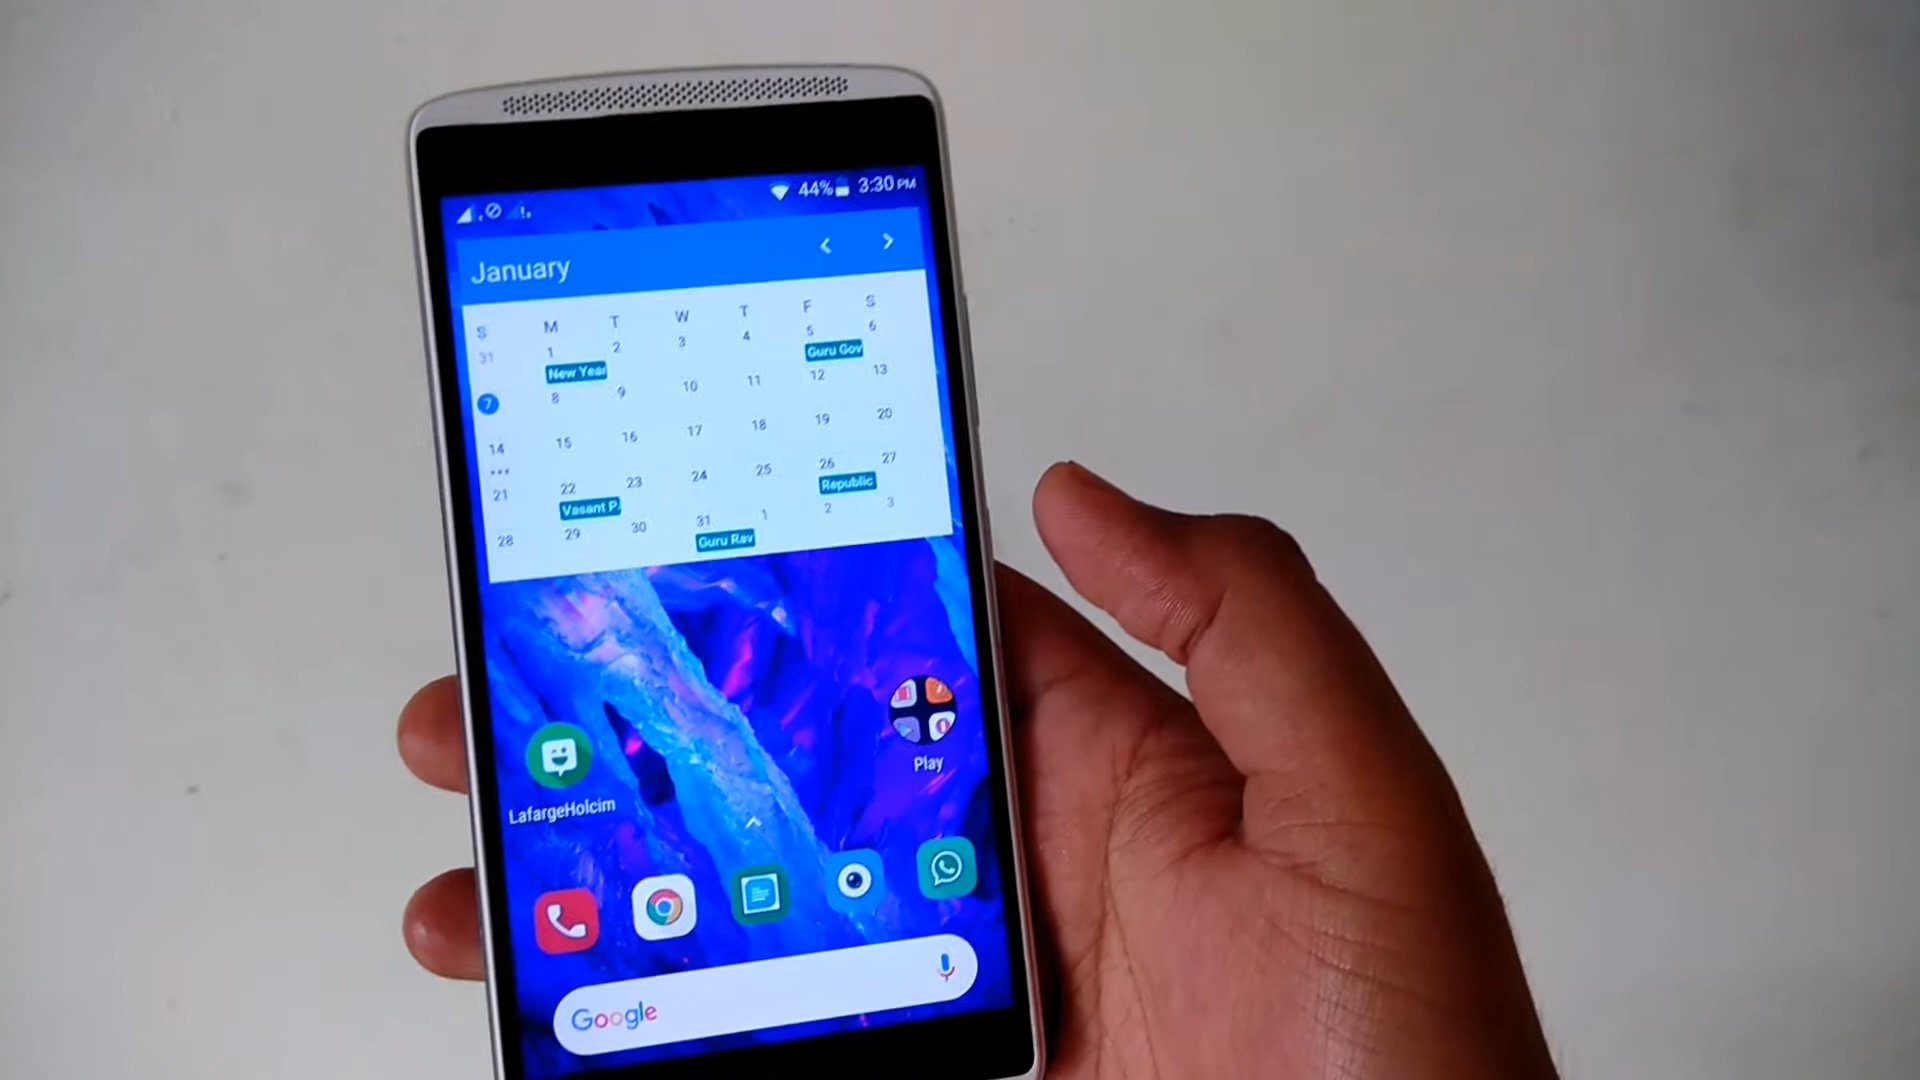 44% 3:30 PM
January
S M T W T F S
31 1 2 3 4 5 6
New Year Guru Gov
7 8 9 10 11 12 13
14 15 16 17 18 19 20
21 22 23 24 25 26 27
Vasant P. Republic
28 29 30 31 1 2 3
Guru Rav
Play
LafargeHolcim
Google